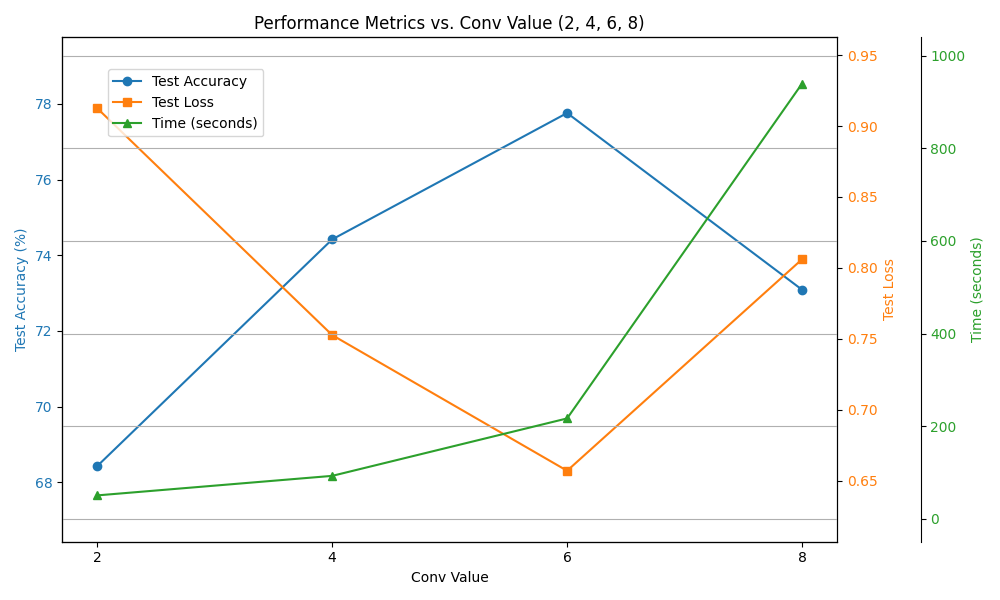 Performance Metrics vs. Conv Value (2, 4, 6, 8)
Test Accuracy
Test Loss
Time (seconds)
Test Accuracy (%)
78
76
74
72
70
68
0.95
0.90
0.85
0.80
0.75
0.70
0.65
Test Loss
1000
800
600
400
200
0
Time (seconds)
2 4 6 8
Conv Value